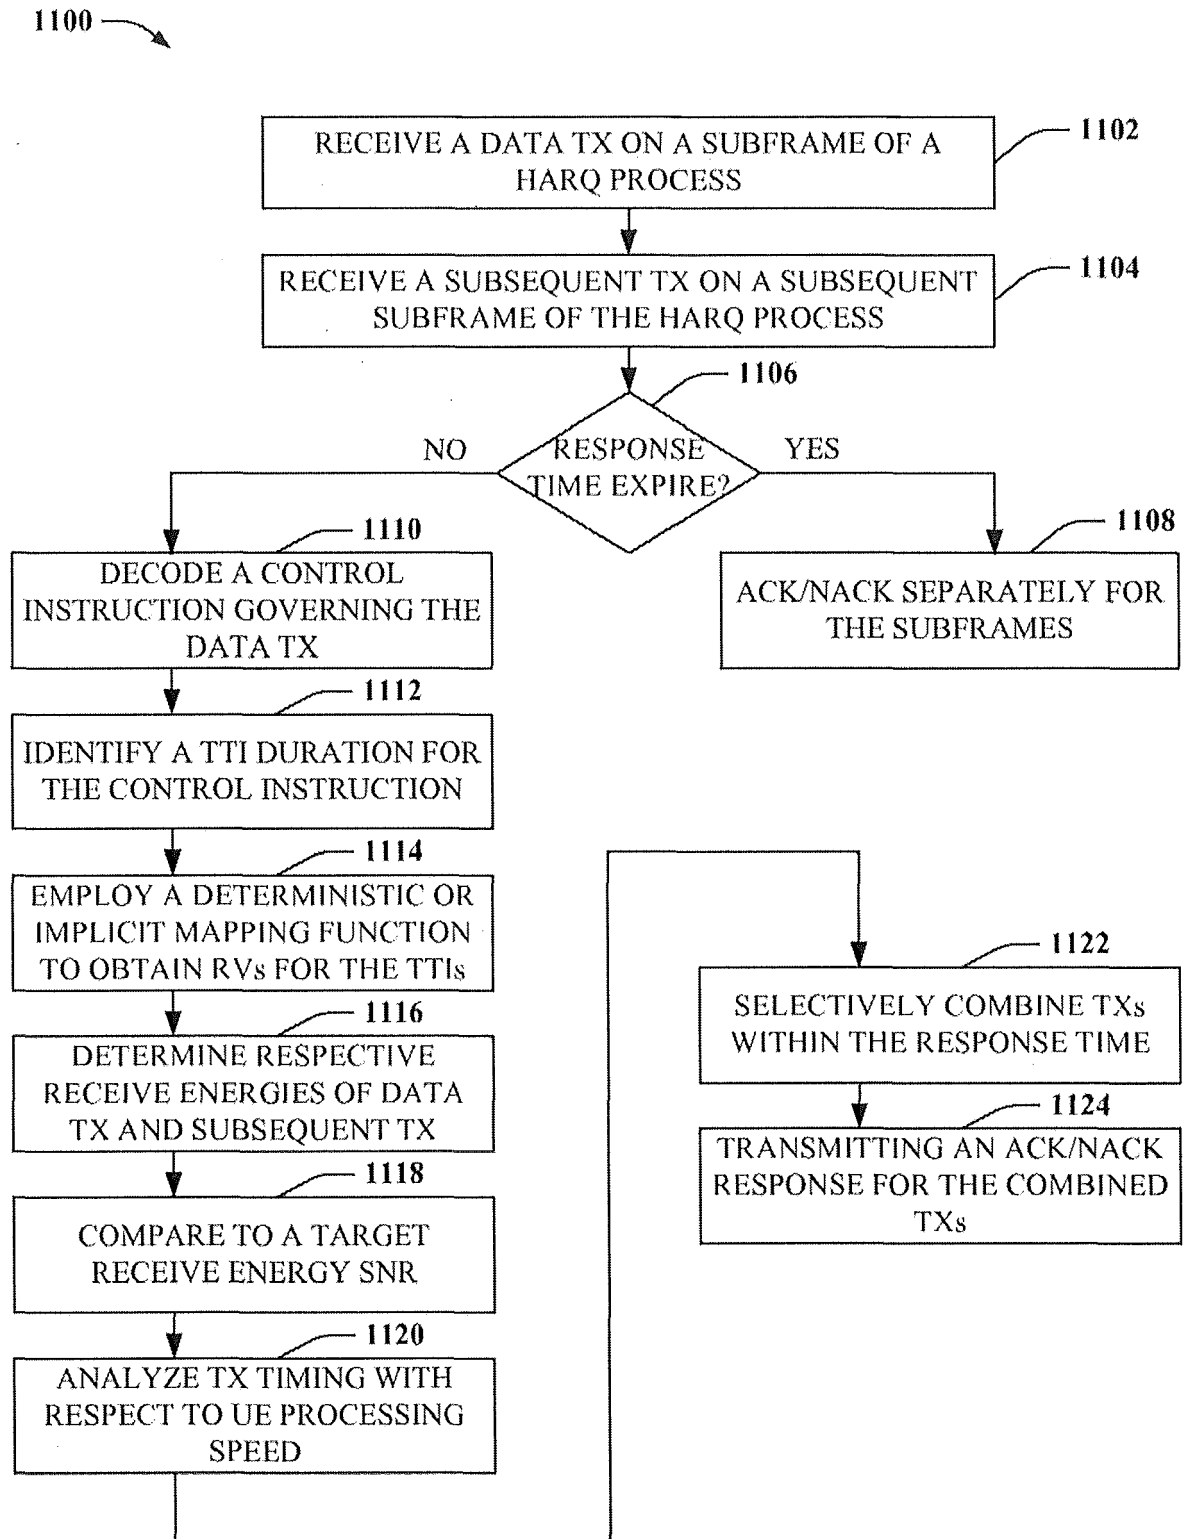 1100
1102
RECEIVE A DATA TX ON A SUBFRAME OF A
HARQ PROCESS
1104
RECEIVE A SUBSEQUENT TX ON A SUBSEQUENT
SUBFRAME OF THE HARQ PROCESS
1106
NO
RESPONSE
TIME EXPIRE?
YES
1108
ACK/NACK SEPARATELY FOR
THE SUBFRAMES
1110
DECODE A CONTROL
INSTRUCTION GOVERNING THE
DATA TX
1112
IDENTIFY A TTI DURATION FOR
THE CONTROL INSTRUCTION
1114
EMPLOY A DETERMINISTIC OR
IMPLICIT MAPPING FUNCTION
TO OBTAIN RVs FOR THE TTIs
1116
DETERMINE RESPECTIVE
RECEIVE ENERGIES OF DATA
TX AND SUBSEQUENT TX
1118
COMPARE TO A TARGET
RECEIVE ENERGY SNR
1120
ANALYZE TX TIMING WITH
RESPECT TO UE PROCESSING
SPEED
1122
SELECTIVELY COMBINE TXs
WITHIN THE RESPONSE TIME
1124
TRANSMITTING AN ACK/NACK
RESPONSE FOR THE COMBINED
TXs